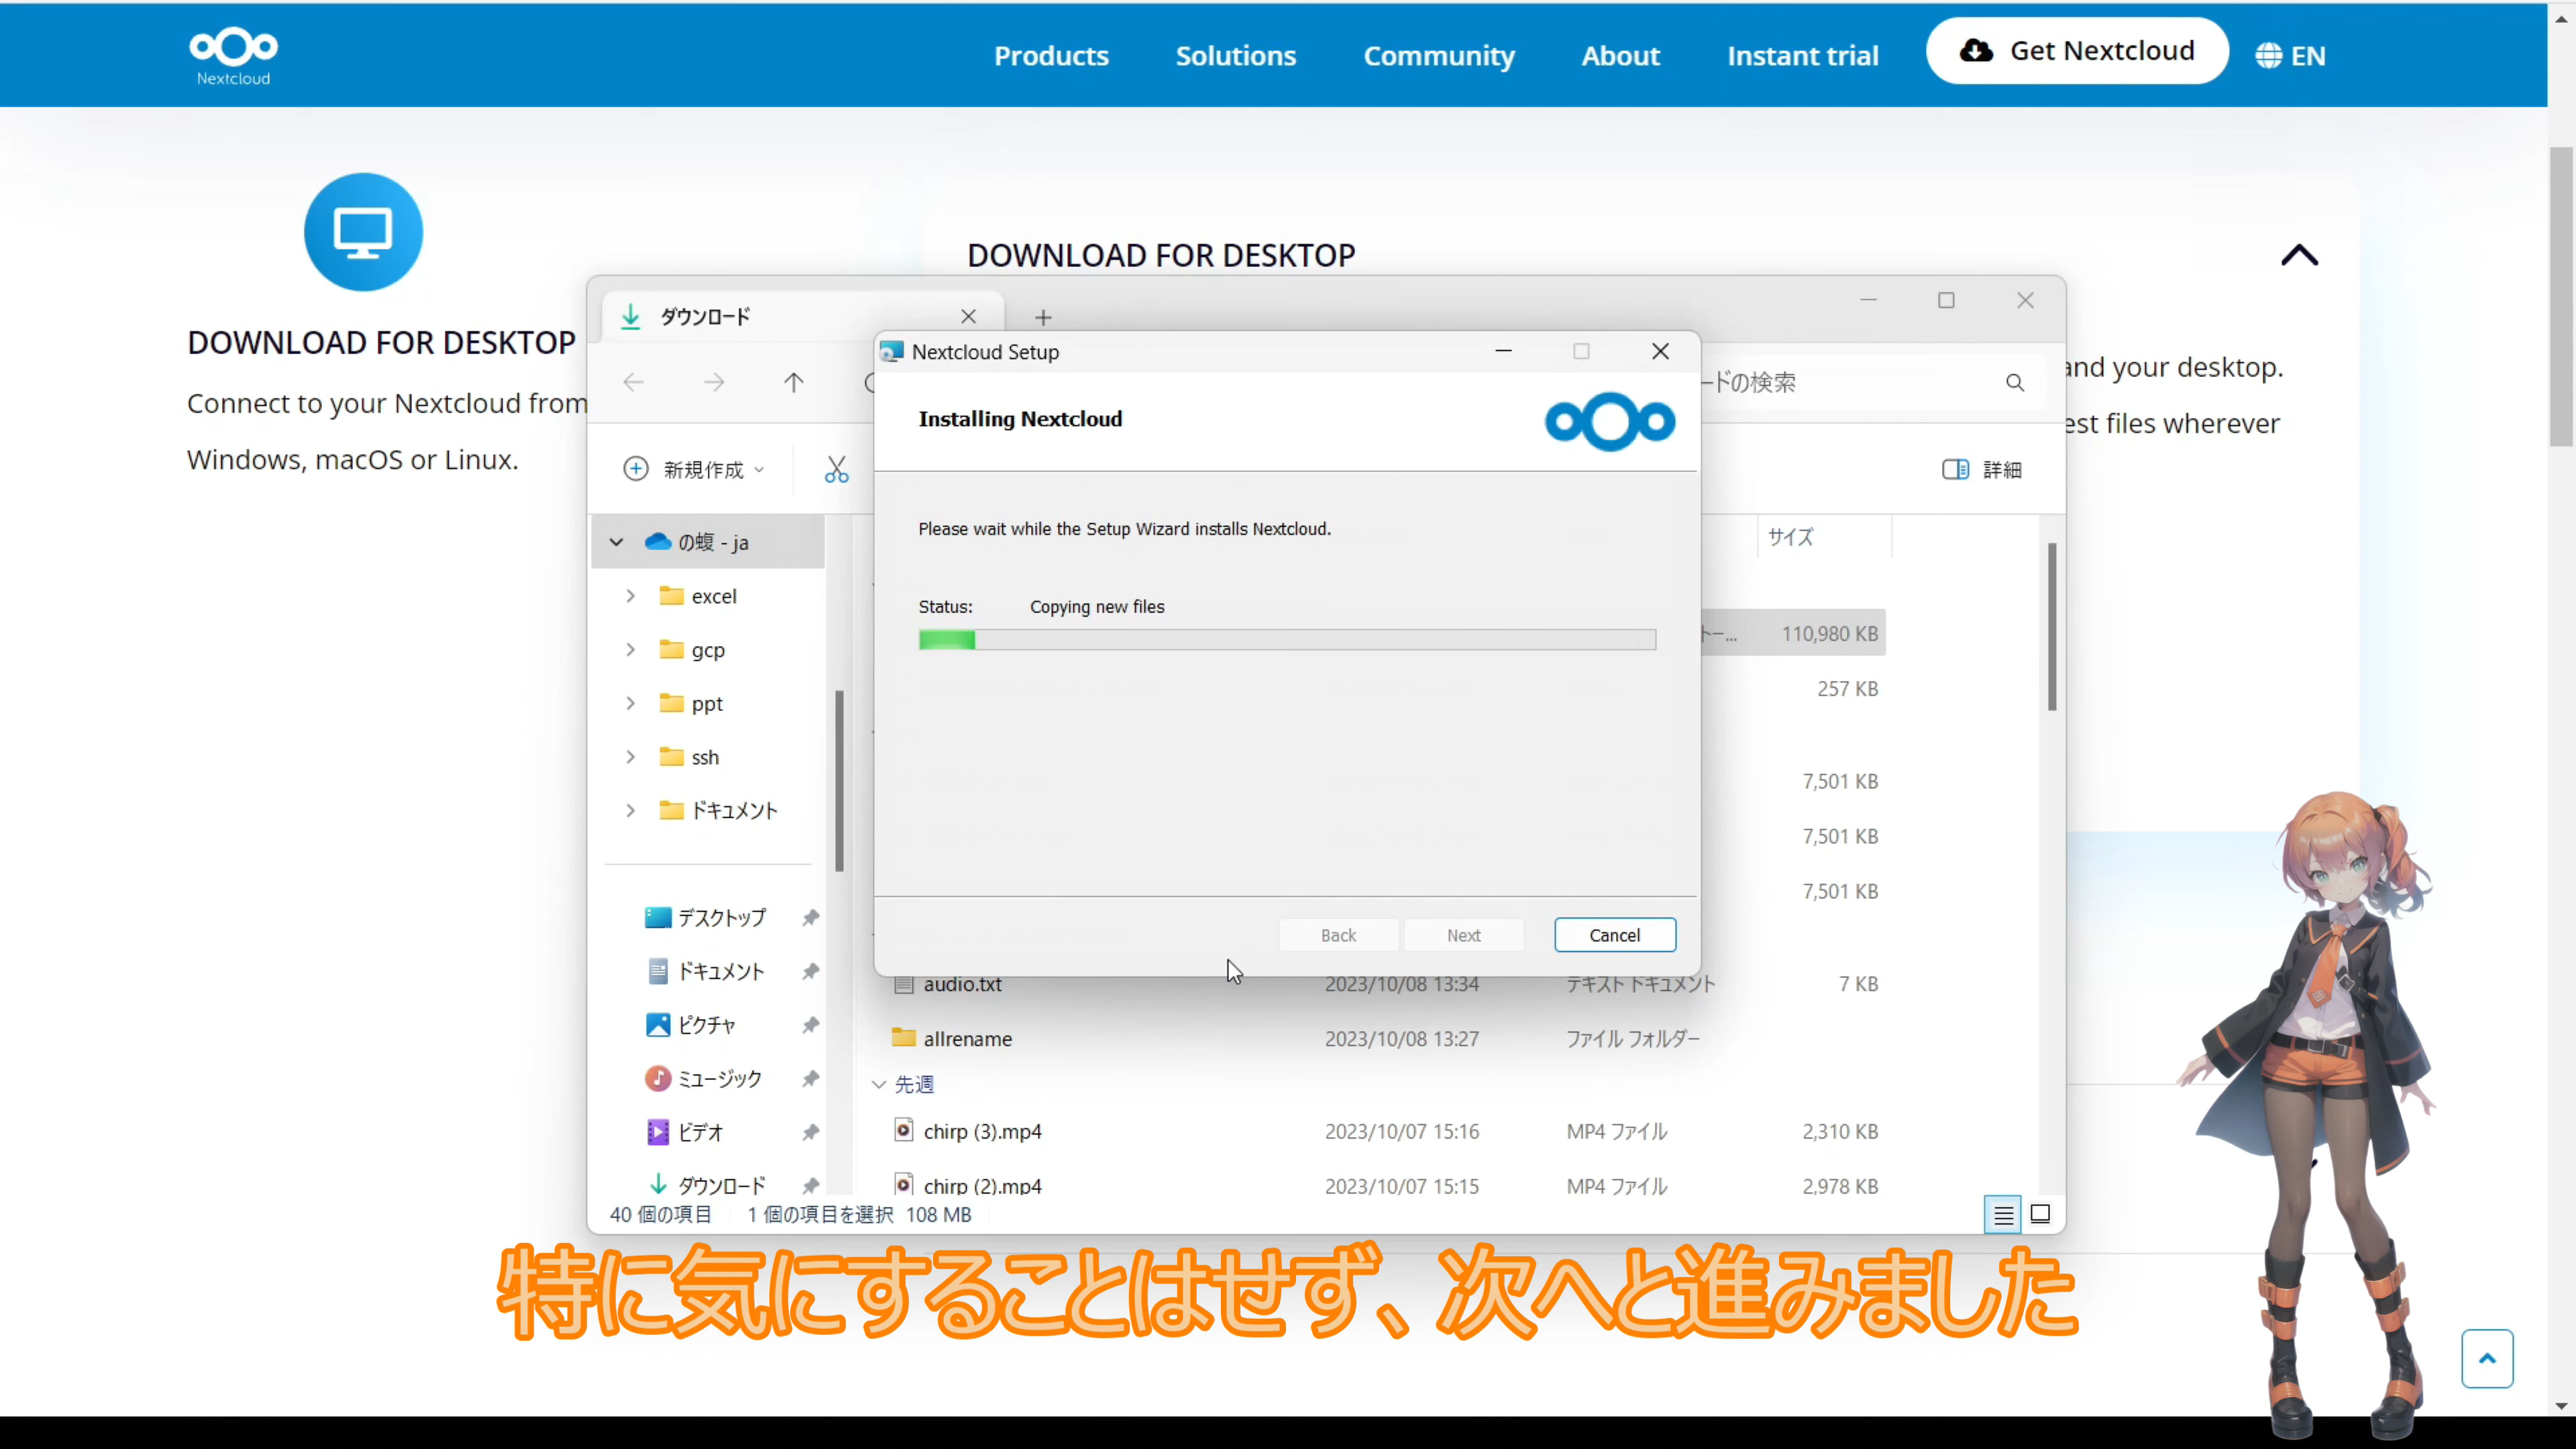 Nextcloud
Products
Solutions
Community
About
Instant trial
Get Nextcloud
EN
DOWNLOAD FOR DESKTOP
Connect to your Nextcloud from
Windows, macOS or Linux.
DOWNLOAD FOR DESKTOP
and your desktop.
est files wherever
ダウンロード
ードの検索
新規作成
詳細
の蝮 - ja
excel
gcp
ppt
ssh
ドキュメント
デスクトップ
ドキュメント
ピクチャ
ミュージック
ビデオ
ダウンロード
サイズ
トー... 110,980 KB
257 KB
7,501 KB
7,501 KB
7,501 KB
Nextcloud Setup
Installing Nextcloud
Please wait while the Setup Wizard installs Nextcloud.
Status: Copying new files
Back
Next
Cancel
audio.txt 2023/10/08 13:34 テキスト ドキュメント 7 KB
allrename 2023/10/08 13:27 ファイル フォルダー
先週
chirp (3).mp4 2023/10/07 15:16 MP4 ファイル 2,310 KB
chirp (2).mp4 2023/10/07 15:15 MP4 ファイル 2,978 KB
40 個の項目 1 個の項目を選択 108 MB
特に気にすることはせず、次へと進みました